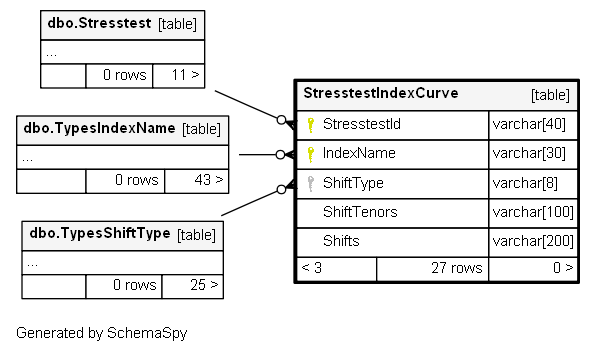 dbo.Stresstest [table]
...
0 rows 11 >
dbo.TypesIndexName [table]
...
0 rows 43 >
dbo.TypesShiftType [table]
...
0 rows 25 >
StresstestIndexCurve [table]
StresstestId varchar[40]
IndexName varchar[30]
ShiftType varchar[8]
ShiftTenors varchar[100]
Shifts varchar[200]
< 3 27 rows 0 >
Generated by SchemaSpy